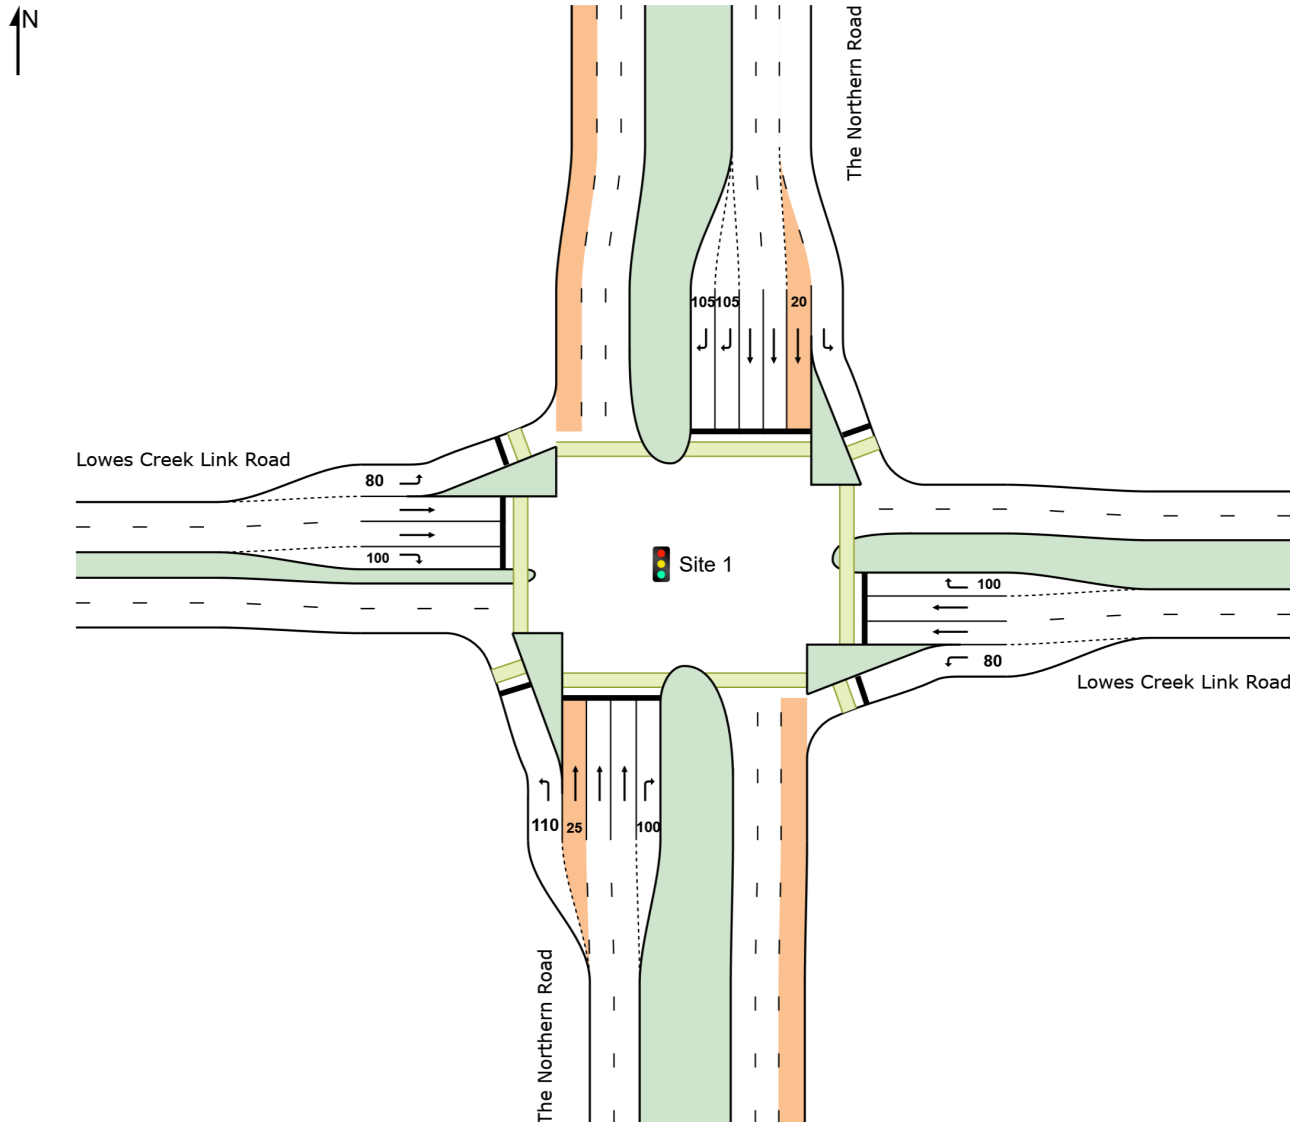 N
The Northern Road
105 105 20
Lowes Creek Link Road
80
100
Site 1
100
80
Lowes Creek Link Road
110 25 100
The Northern Road